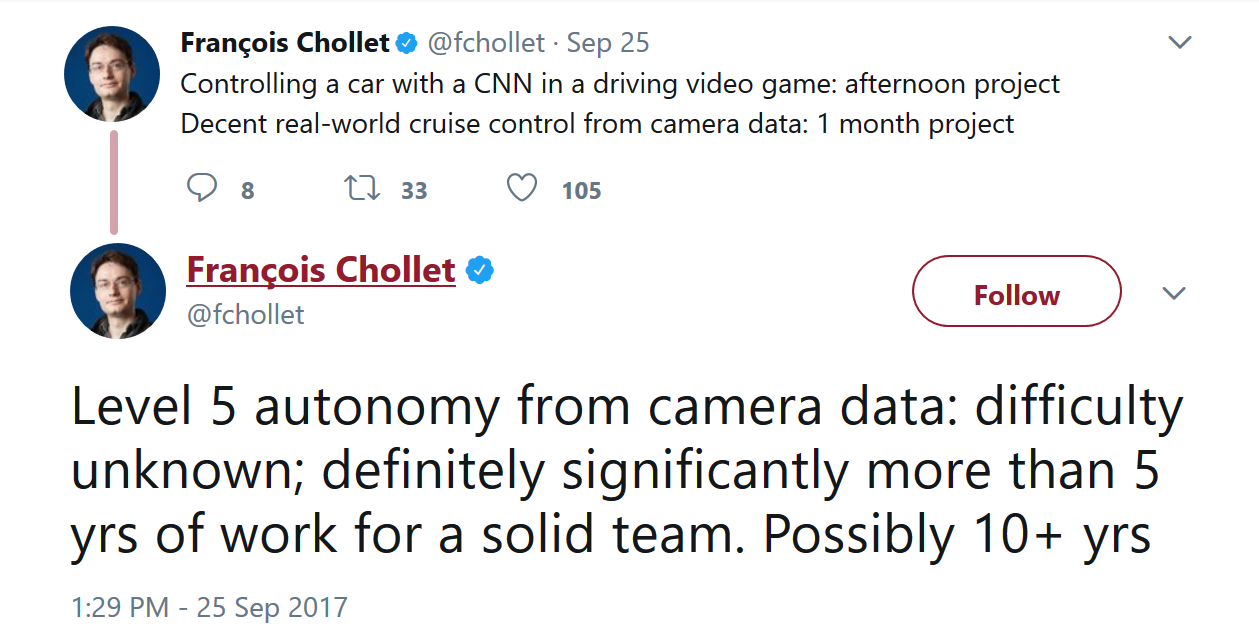 François Chollet @fchollet · Sep 25
Controlling a car with a CNN in a driving video game: afternoon project
Decent real-world cruise control from camera data: 1 month project
8 33 105
François Chollet
@fchollet
Follow
Level 5 autonomy from camera data: difficulty
unknown; definitely significantly more than 5
yrs of work for a solid team. Possibly 10+ yrs
1:29 PM - 25 Sep 2017